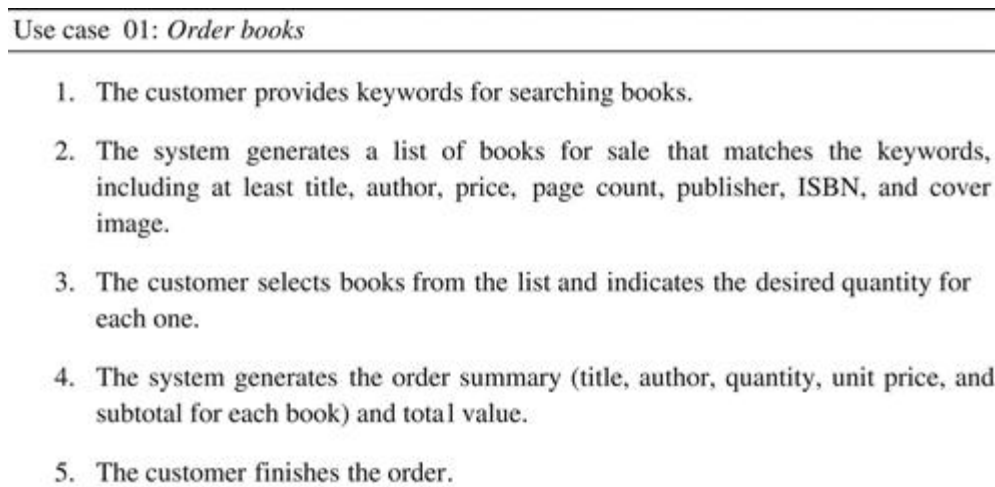 Use case 01: Order books
1. The customer provides keywords for searching books.
2. The system generates a list of books for sale that matches the keywords,
including at least title, author, price, page count, publisher, ISBN, and cover
image.
3. The customer selects books from the list and indicates the desired quantity for
each one.
4. The system generates the order summary (title, author, quantity, unit price, and
subtotal for each book) and total value.
5. The customer finishes the order.